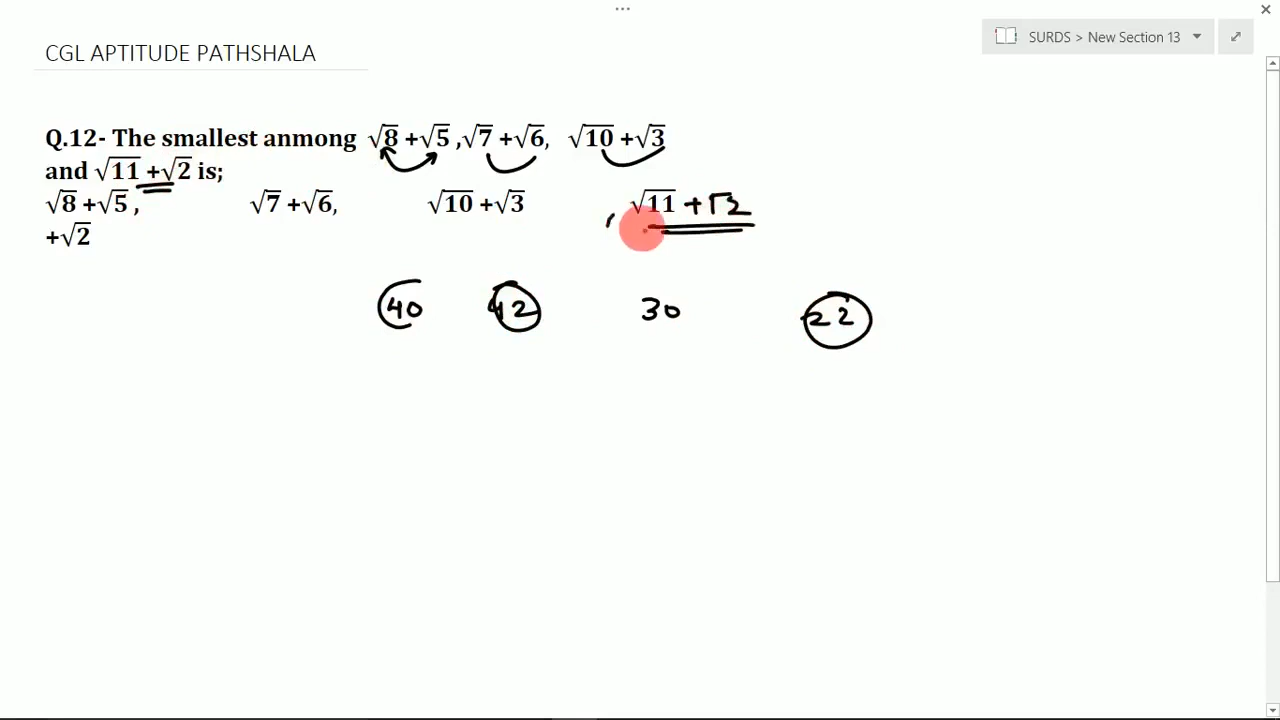 SURDS > New Section 13
CGL APTITUDE PATHSHALA
Q.12- The smallest anmong √8 +√5 ,√7 +√6, √10 +√3
and √11 +√2 is;
√8 +√5 , √7 +√6, √10 +√3 √11 +√2
+√2
40 42 30 22